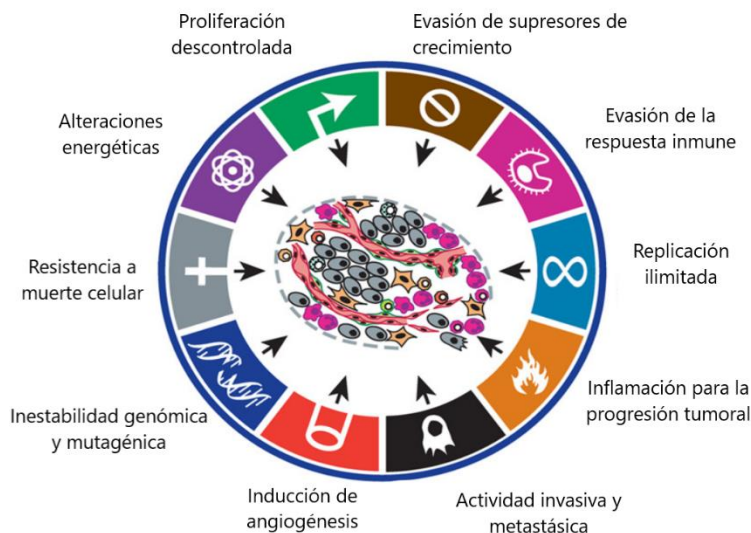 Proliferación
descontrolada
Evasión de supresores de
crecimiento
Evasión de la
respuesta inmune
Replicación
ilimitada
Inflamación para la
progresión tumoral
Actividad invasiva y
metastásica
Inducción de
angiogénesis
Inestabilidad genómica
y mutagénica
Resistencia a
muerte celular
Alteraciones
energéticas